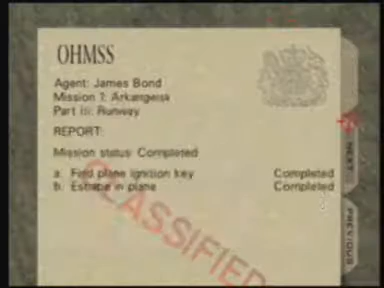 OHMSS
Agent: James Bond
Mission 1: Arkangelsk
Part iii: Runway
REPORT:
Mission status: Completed
a. Find plane ignition key Completed
b. Escape in plane Completed
CLASSIFIED
NEXT
PREVIOUS